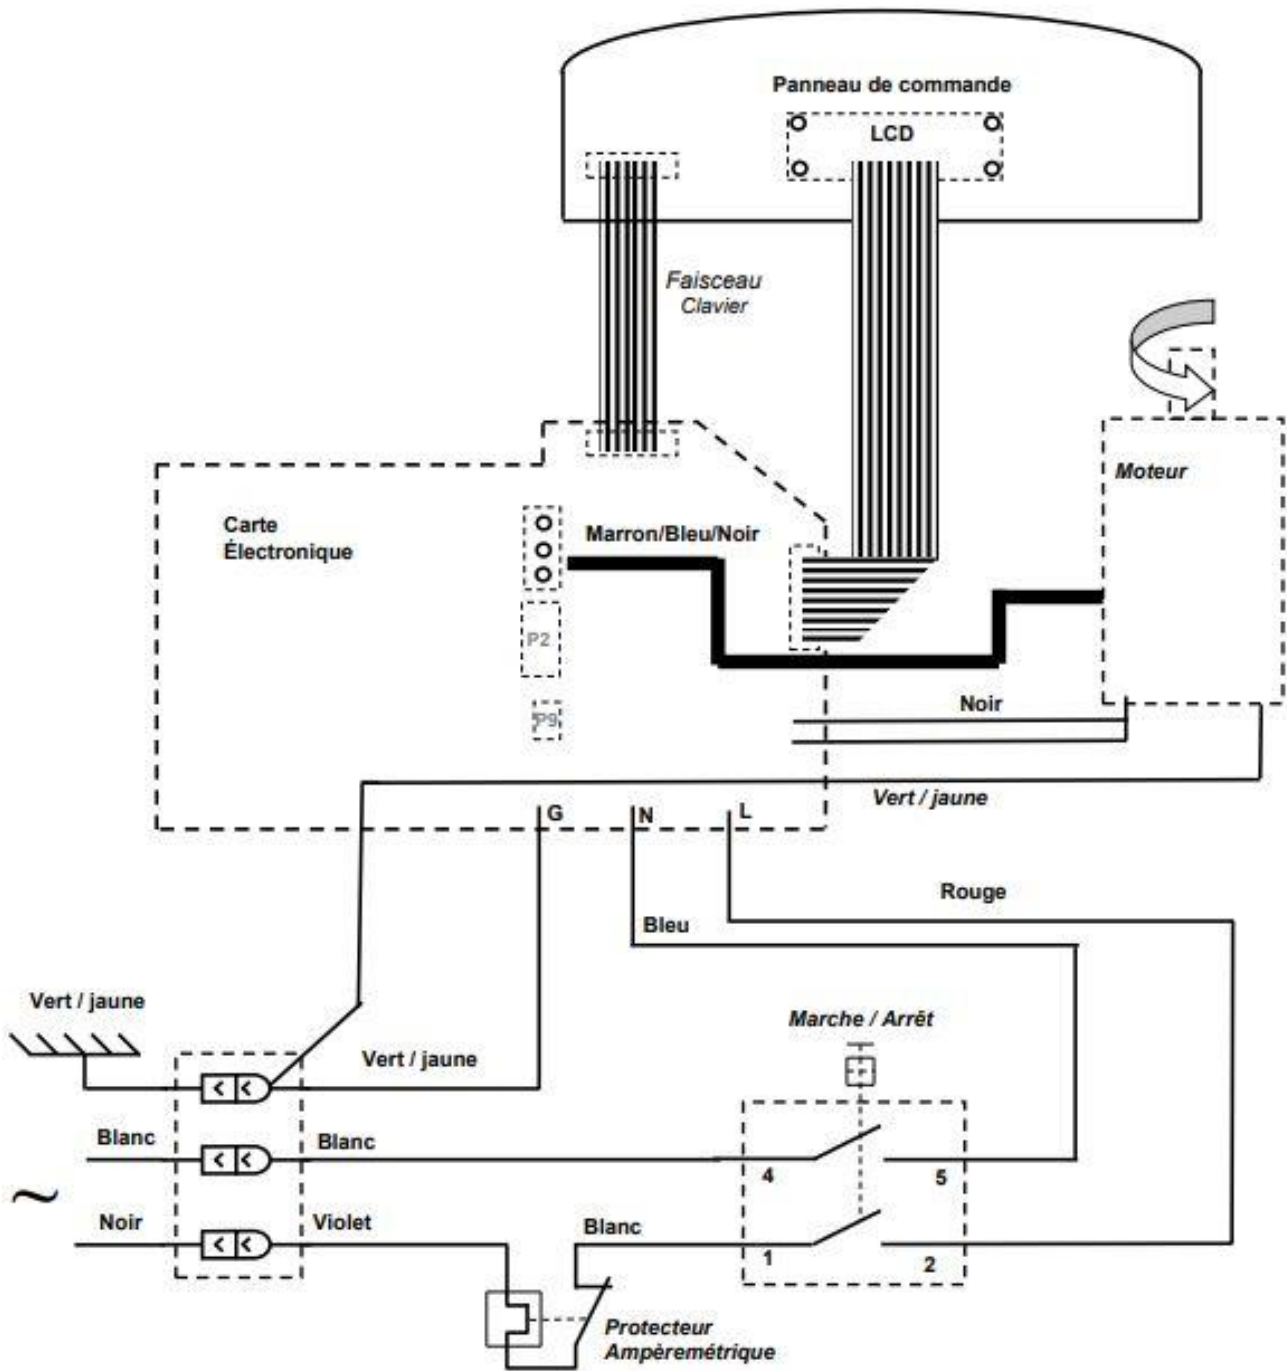 Panneau de commande
LCD
Faisceau
Clavier
Moteur
Carte
Électronique
Marron/Bleu/Noir
P2
P9
Noir
Vert / jaune
G
N
L
Rouge
Bleu
Vert / jaune
Marche / Arrêt
Vert / jaune
Blanc
Blanc
4
5
~
Noir
Violet
Blanc
1
2
Protecteur
Ampèremétrique